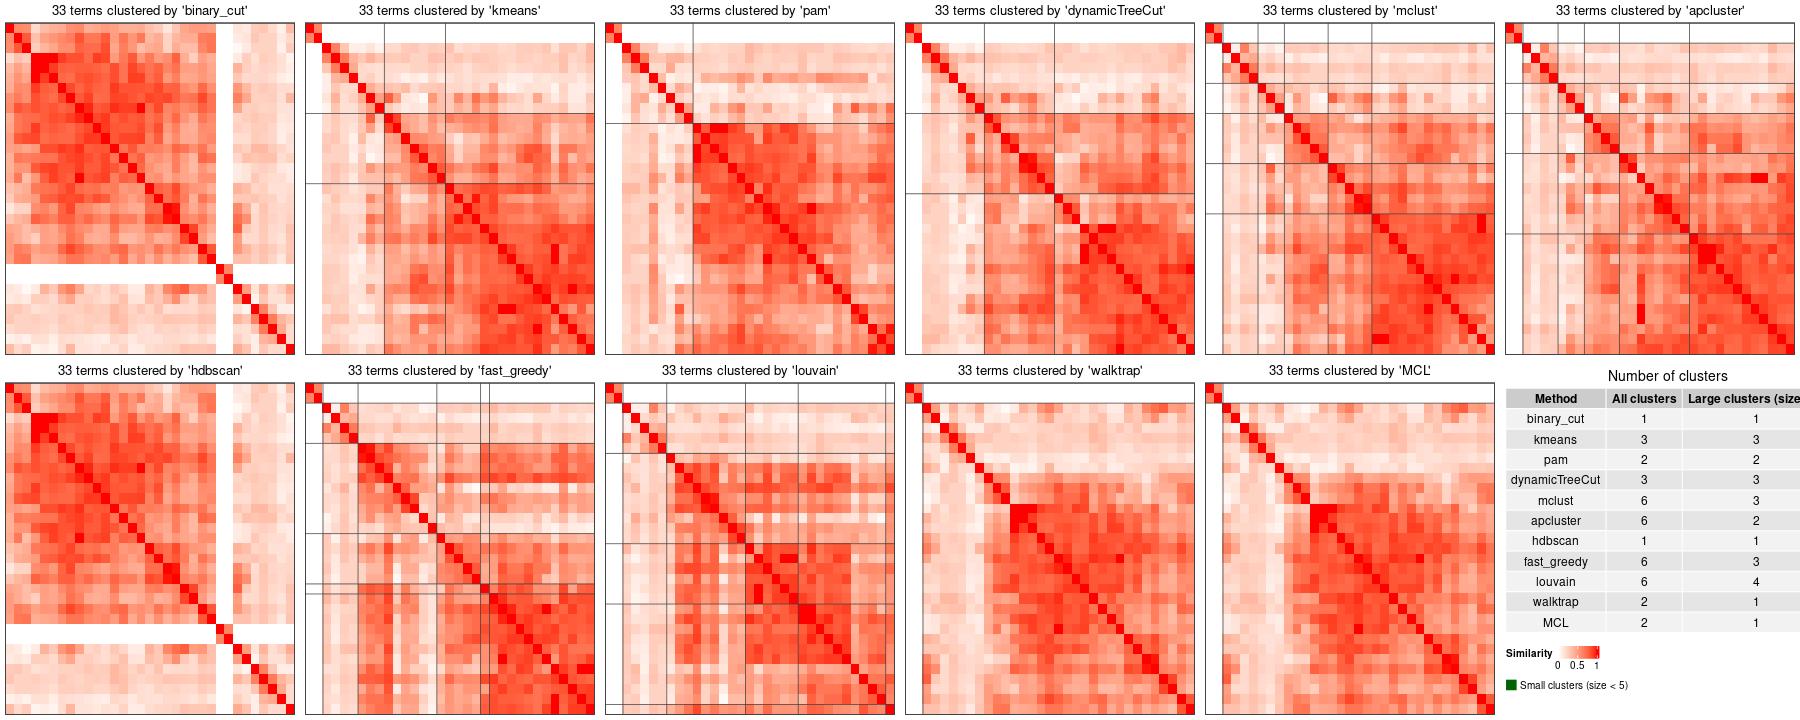 33 terms clustered by 'binary_cut'
33 terms clustered by 'kmeans'
33 terms clustered by 'pam'
33 terms clustered by 'dynamicTreeCut'
33 terms clustered by 'mclust'
33 terms clustered by 'apcluster'
33 terms clustered by 'hdbscan'
33 terms clustered by 'fast_greedy'
33 terms clustered by 'louvain'
33 terms clustered by 'walktrap'
33 terms clustered by 'MCL'
Number of clusters
Method All clusters Large clusters (size
binary_cut 1 1
kmeans 3 3
pam 2 2
dynamicTreeCut 3 3
mclust 6 3
apcluster 6 2
hdbscan 1 1
fast_greedy 6 3
louvain 6 4
walktrap 2 1
MCL 2 1
Similarity
0 0.5 1
Small clusters (size < 5)